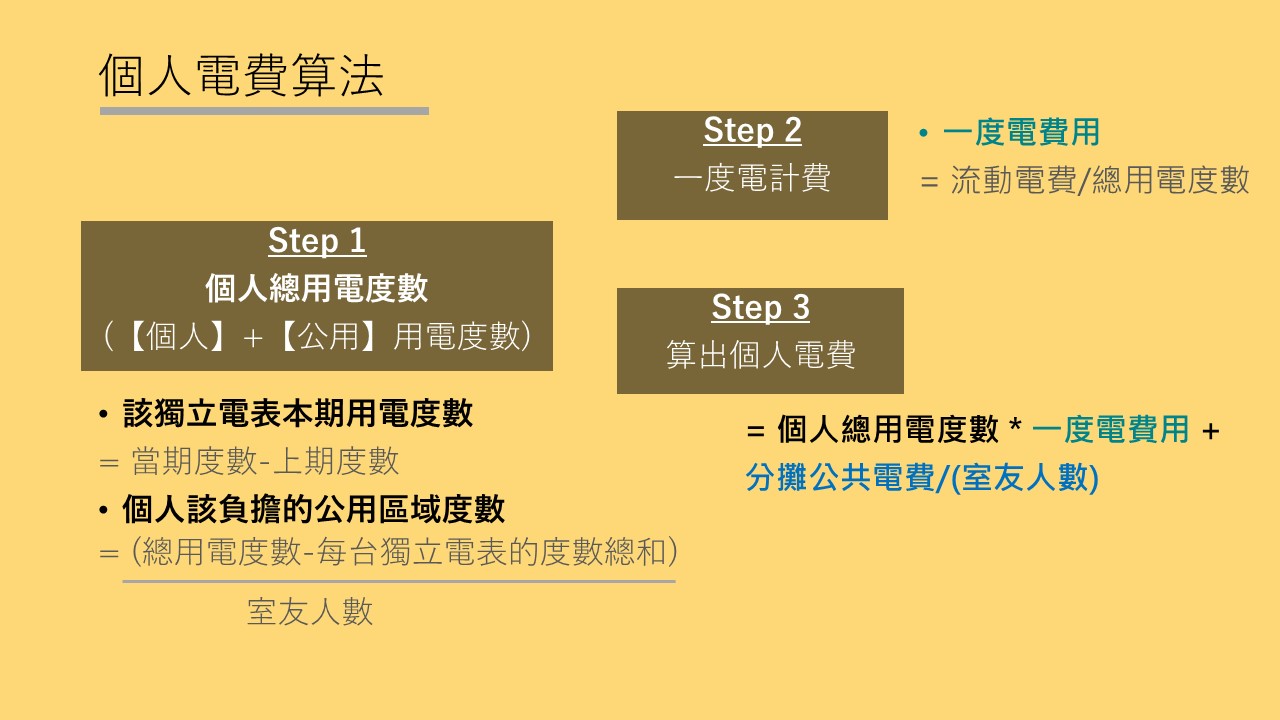 個人電費算法
Step 1
個人總用電度數
(【個人】+【公用】用電度數)
• 該獨立電表本期用電度數
= 當期度數-上期度數
• 個人該負擔的公用區域度數
= (總用電度數-每台獨立電表的度數總和)
室友人數
Step 2
一度電計費
• 一度電費用
= 流動電費/總用電度數
Step 3
算出個人電費
= 個人總用電度數 * 一度電費用 +
分攤公共電費/(室友人數)